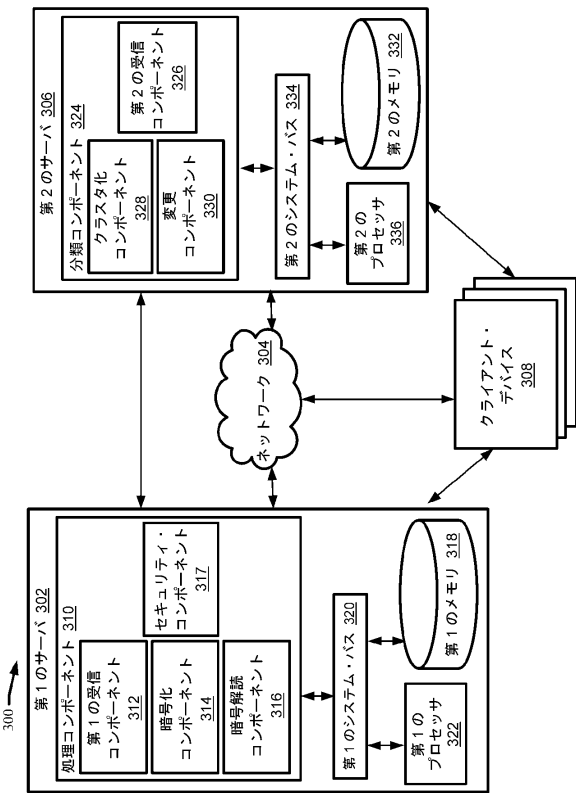 300
第1のサーバ 302
処理コンポーネント 310
第1の受信
コンポーネント
312
暗号化
コンポーネント
314
暗号解読
コンポーネント
316
セキュリティ・
コンポーネント
317
第1のシステム・バス 320
第1の
プロセッサ
322
第1のメモリ 318
ネットワーク 304
クライアント・
デバイス
308
第2のサーバ 306
分類コンポーネント 324
クラスタ化
コンポーネント
328
変更
コンポーネント
330
第2の受信
コンポーネント
326
第2のシステム・バス 334
第2の
プロセッサ
336
第2のメモリ
332